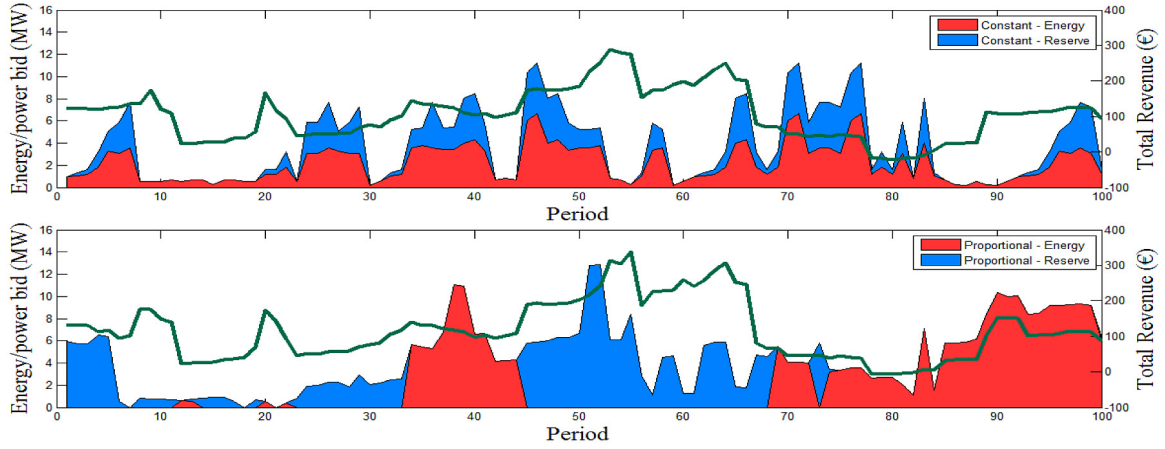 Energy/power bid (MW)
16
14
12
10
8
6
4
2
0
0 10 20 30 40 50 60 70 80 90 100
Period
Constant - Energy
Constant - Reserve
400
300
200
100
0
-100
Total Revenue (€)
Energy/power bid (MW)
16
14
12
10
8
6
4
2
0
0 10 20 30 40 50 60 70 80 90 100
Period
Proportional - Energy
Proportional - Reserve
400
300
200
100
0
-100
Total Revenue (€)